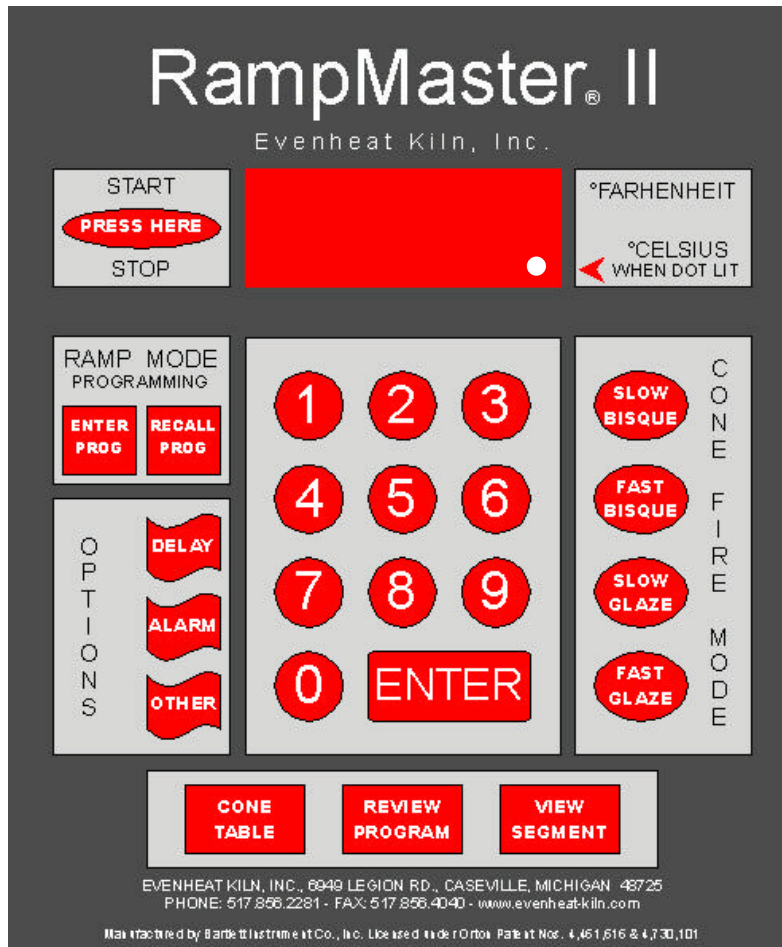 RampMaster® II
Evenheat Kiln, Inc.
START
PRESS HERE
STOP
°FARHENHEIT
°CELSIUS
WHEN DOT LIT
RAMP MODE
PROGRAMMING
ENTER
PROG
RECALL
PROG
OPTIONS
DELAY
ALARM
OTHER
1 2 3
4 5 6
7 8 9
0 ENTER
SLOW
BISQUE
FAST
BISQUE
SLOW
GLAZE
FAST
GLAZE
CONE FIRE MODE
CONE
TABLE
REVIEW
PROGRAM
VIEW
SEGMENT
EVENHEAT KILN, INC., 6949 LEGION RD., CASEVILLE, MICHIGAN 48725
PHONE: 517.856.2281 - FAX: 517.856.4040 - www.evenheat-kiln.com
Manufactured by Bartlett Instrument Co., Inc. Licensed under Orton Patent Nos. 4,461,616 & 4,730,101